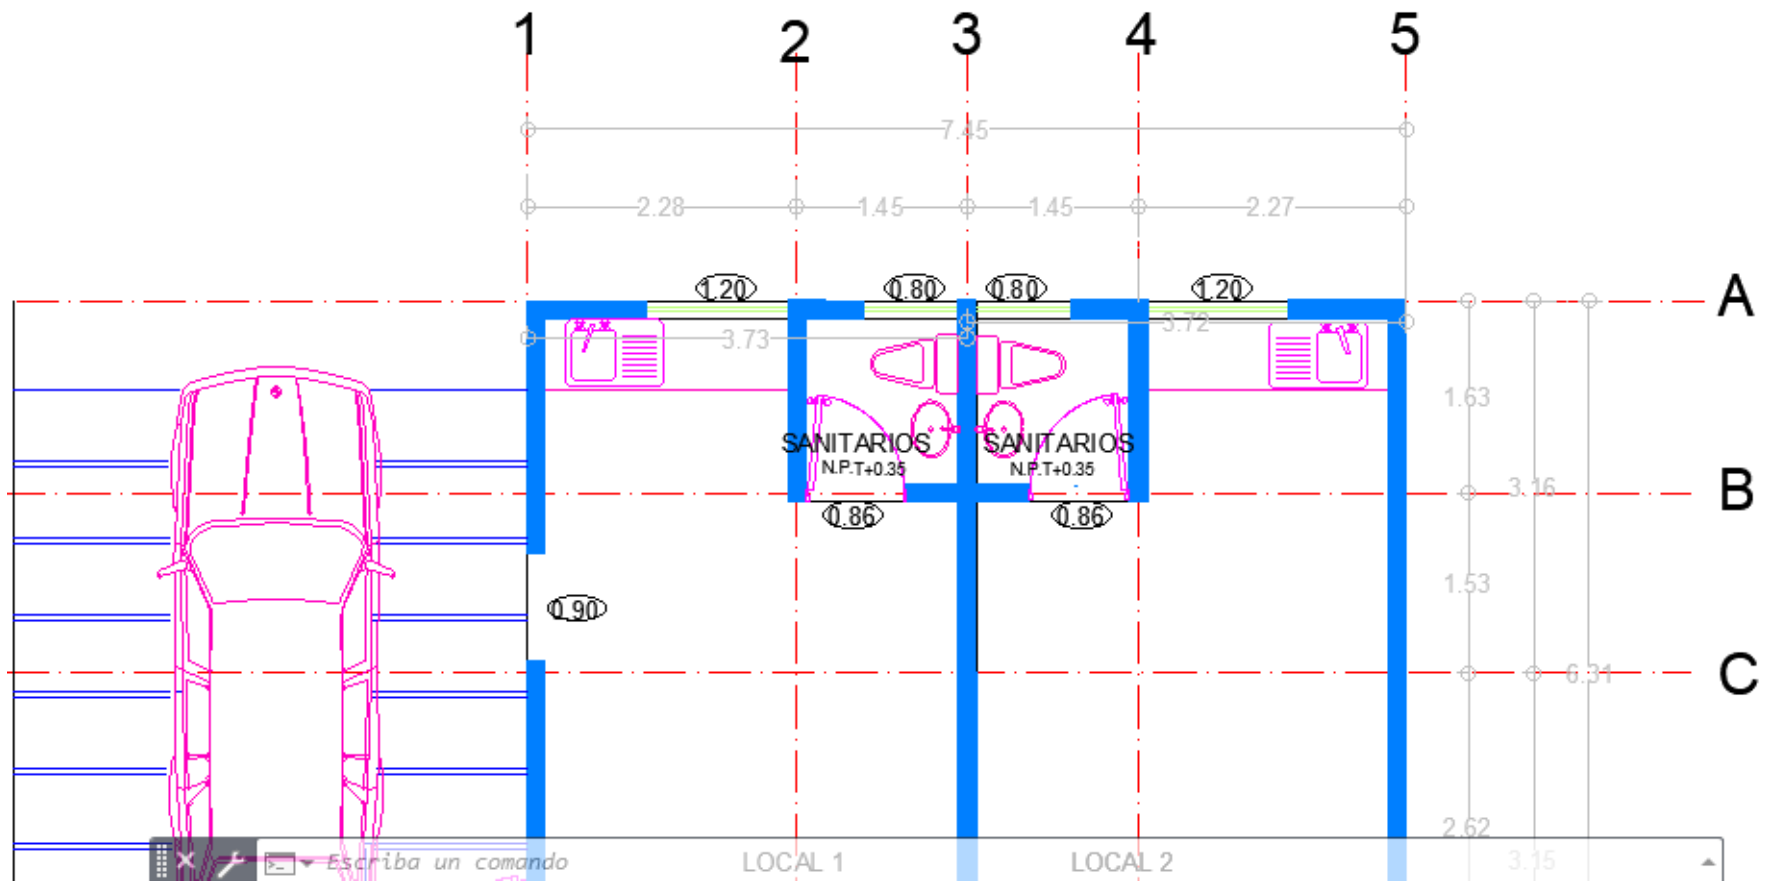 1 2 3 4 5
7.45
2.28 1.45 1.45 2.27
1.20 0.80 0.80 1.20
A
3.73 3.72
1.63
SANITARIOS SANITARIOS
N.P.T+0.35 N.P.T+0.35
3.16 B
0.86 0.86
1.53
0.90
6.31 C
2.62
Escriba un comando LOCAL 1 LOCAL 2 3.15